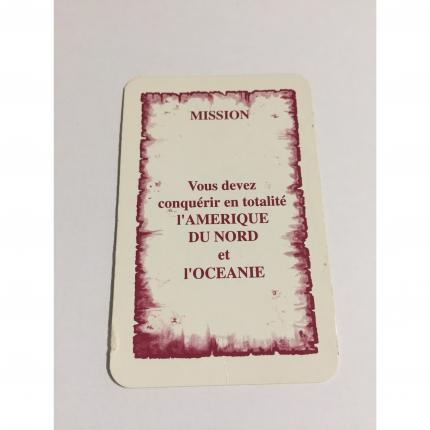 MISSION
Vous devez
conquérir en totalité
l'AMERIQUE
DU NORD
et
l'OCEANIE